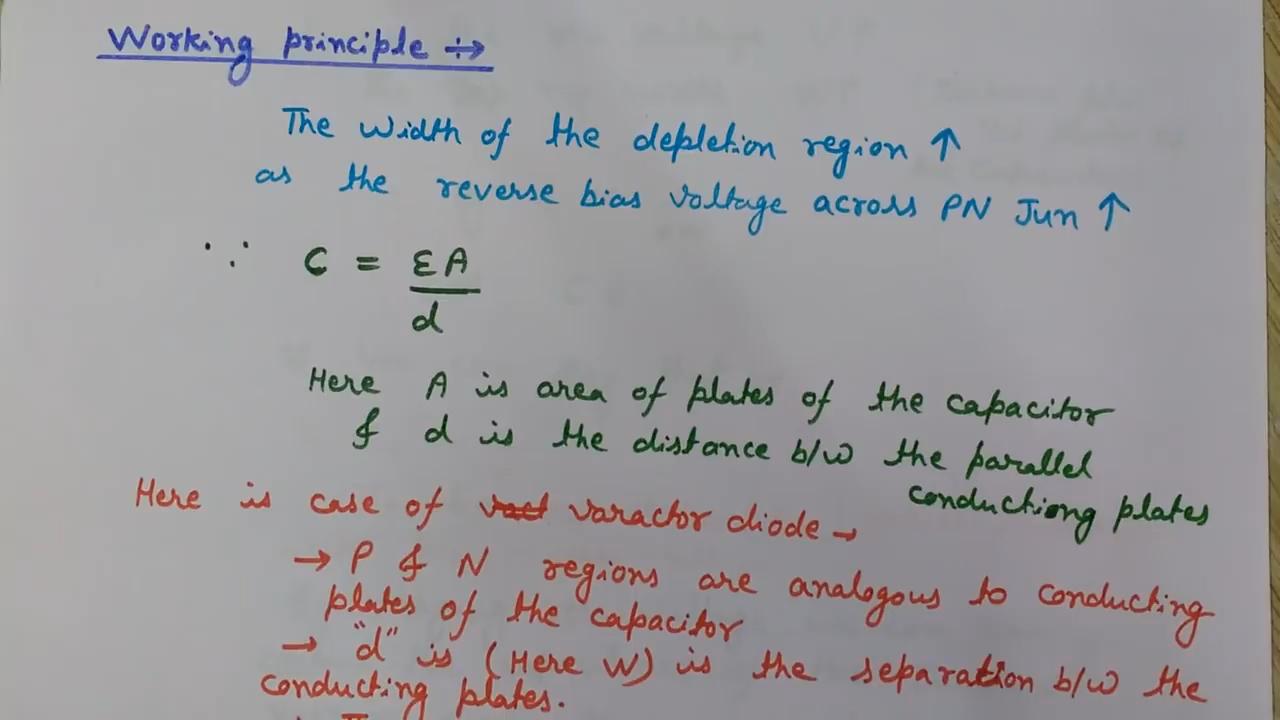 Working principle ÷→
The width of the depletion region ↑
as the reverse bias voltage across PN Jun ↑
∵ C = εA
d
Here A is area of plates of the capacitor
& d is the distance b/w the parallel
conductiong plates
Here is case of varactor diode →
→ P & N regions are analogous to conducting
plates of the capacitor
→ "d" is (Here W) is the separation b/w the
conducting plates.